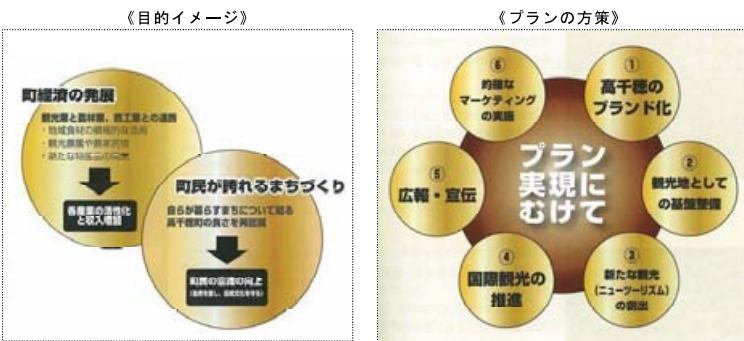 《目的イメージ》
町経済の発展
観光業と農林業、商工業との連携
・地域食材の積極的な活用
・観光農園や農家民宿
・新たな特産品の開発
各産業の活性化
と収入増加
町民が誇れるまちづくり
自らが暮らすまちについて知る
高千穂町の良さを再認識
町民の意識の向上
《プランの方策》
プラン
実現に
むけて
①
高千穂の
ブランド化
②
観光地として
の基盤整備
③
新たな観光
(ニューツーリズム)
の創出
④
国際観光の
推進
⑤
広報・宣伝
⑥
的確な
マーケティング
の実施